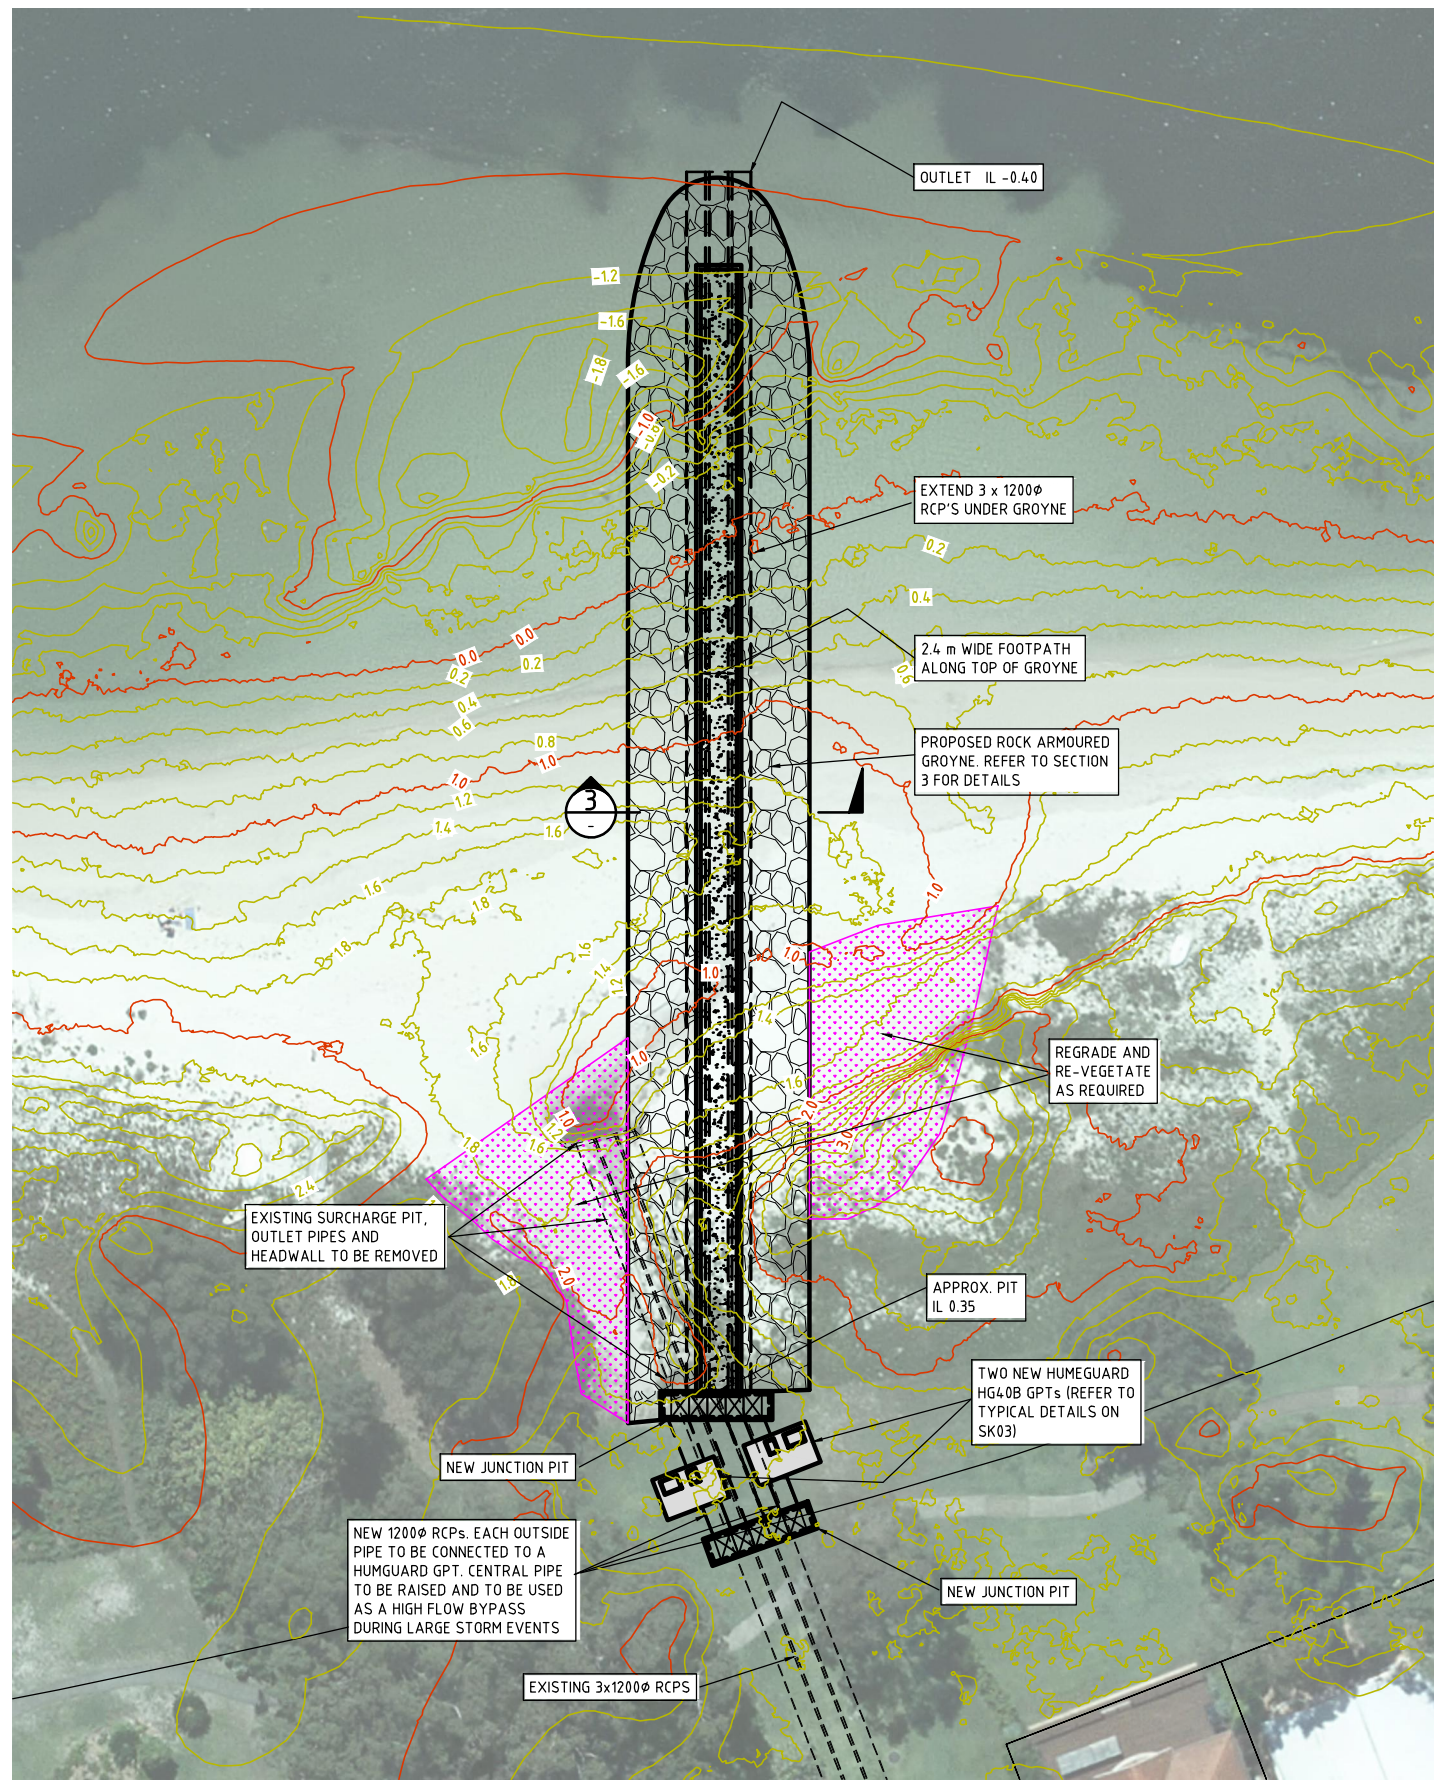 OUTLET IL -0.40
-1.2
-1.6
-1.8
-1.6
-1.0
-0.2
EXTEND 3 x 1200ø
RCP'S UNDER GROYNE
0.2
0.4
0.0
0.0
0.2
0.2
2.4 m WIDE FOOTPATH
ALONG TOP OF GROYNE
0.6
0.4
0.6
0.8
PROPOSED ROCK ARMOURED
GROYNE. REFER TO SECTION
3 FOR DETAILS
1.0
1.0
1.2
3
-
1.4
1.6
1.6
1.8
1.0
1.8
1.6
1.4
1.2
1.0
1.0
1.4
1.6
1.0
REGRADE AND
RE-VEGETATE
AS REQUIRED
1.6
2.0
1.0
1.2
1.6
1.8
3.0
2.4
EXISTING SURCHARGE PIT,
OUTLET PIPES AND
HEADWALL TO BE REMOVED
2.0
1.8
APPROX. PIT
IL 0.35
TWO NEW HUMEGUARD
HG40B GPTs (REFER TO
TYPICAL DETAILS ON
SK03)
NEW JUNCTION PIT
NEW 1200ø RCPs. EACH OUTSIDE
PIPE TO BE CONNECTED TO A
HUMGUARD GPT. CENTRAL PIPE
TO BE RAISED AND TO BE USED
AS A HIGH FLOW BYPASS
DURING LARGE STORM EVENTS
NEW JUNCTION PIT
EXISTING 3x1200ø RCPS